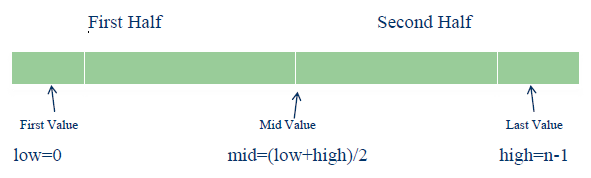 First Half
Second Half
First Value
Mid Value
Last Value
low=0
mid=(low+high)/2
high=n-1